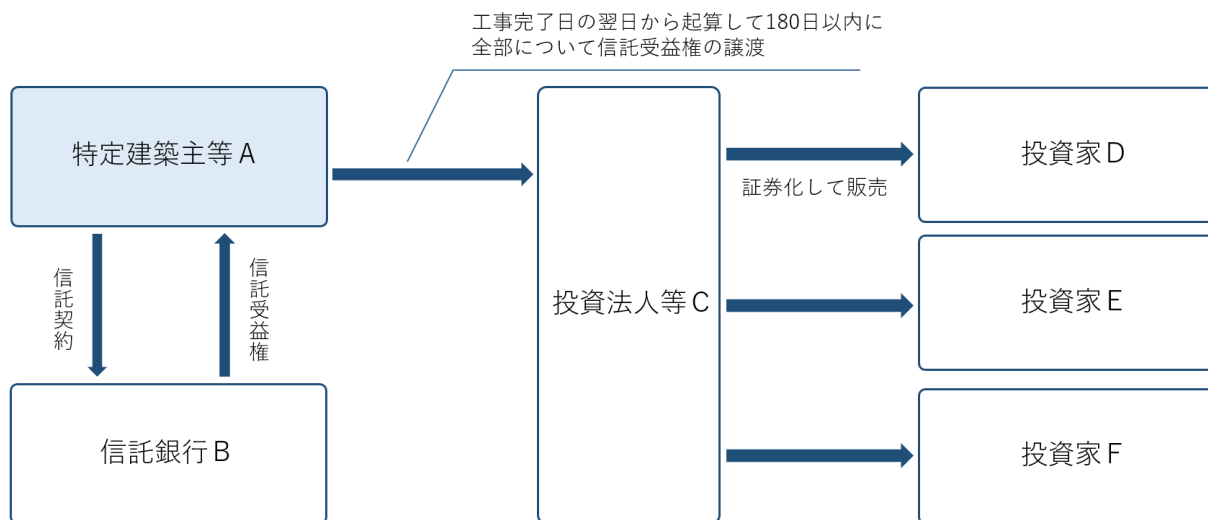 工事完了日の翌日から起算して180日以内に
全部について信託受益権の譲渡
特定建築主等A
投資家D
証券化して販売
信託契約
信託受益権
投資法人等C
投資家E
信託銀行B
投資家F